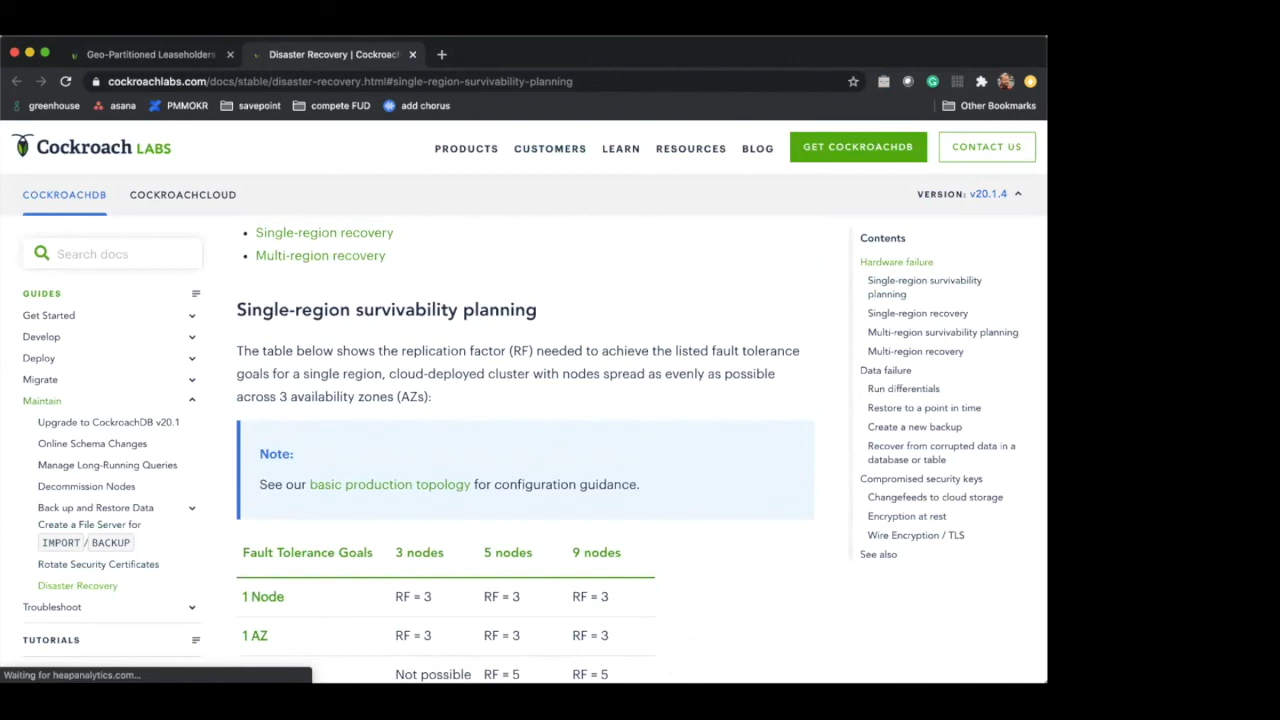 Geo-Partitioned Leaseholders
Disaster Recovery | Cockroach
cockroachlabs.com/docs/stable/disaster-recovery.html#single-region-survivability-planning
greenhouse asana PMMOKR savepoint compete FUD add chorus Other Bookmarks
Cockroach LABS
PRODUCTS CUSTOMERS LEARN RESOURCES BLOG GET COCKROACHDB CONTACT US
COCKROACHDB COCKROACHCLOUD VERSION: v20.1.4
Search docs
GUIDES
Get Started
Develop
Deploy
Migrate
Maintain
Upgrade to CockroachDB v20.1
Online Schema Changes
Manage Long-Running Queries
Decommission Nodes
Back up and Restore Data
Create a File Server for
IMPORT / BACKUP
Rotate Security Certificates
Disaster Recovery
Troubleshoot
TUTORIALS
Single-region recovery
Multi-region recovery
Single-region survivability planning
The table below shows the replication factor (RF) needed to achieve the listed fault tolerance
goals for a single region, cloud-deployed cluster with nodes spread as evenly as possible
across 3 availability zones (AZs):
Note:
See our basic production topology for configuration guidance.
Fault Tolerance Goals 3 nodes 5 nodes 9 nodes
1 Node RF = 3 RF = 3 RF = 3
1 AZ RF = 3 RF = 3 RF = 3
Not possible RF = 5 RF = 5
Contents
Hardware failure
Single-region survivability
planning
Single-region recovery
Multi-region survivability planning
Multi-region recovery
Data failure
Run differentials
Restore to a point in time
Create a new backup
Recover from corrupted data in a
database or table
Compromised security keys
Changefeeds to cloud storage
Encryption at rest
Wire Encryption / TLS
See also
Waiting for heapanalytics.com...